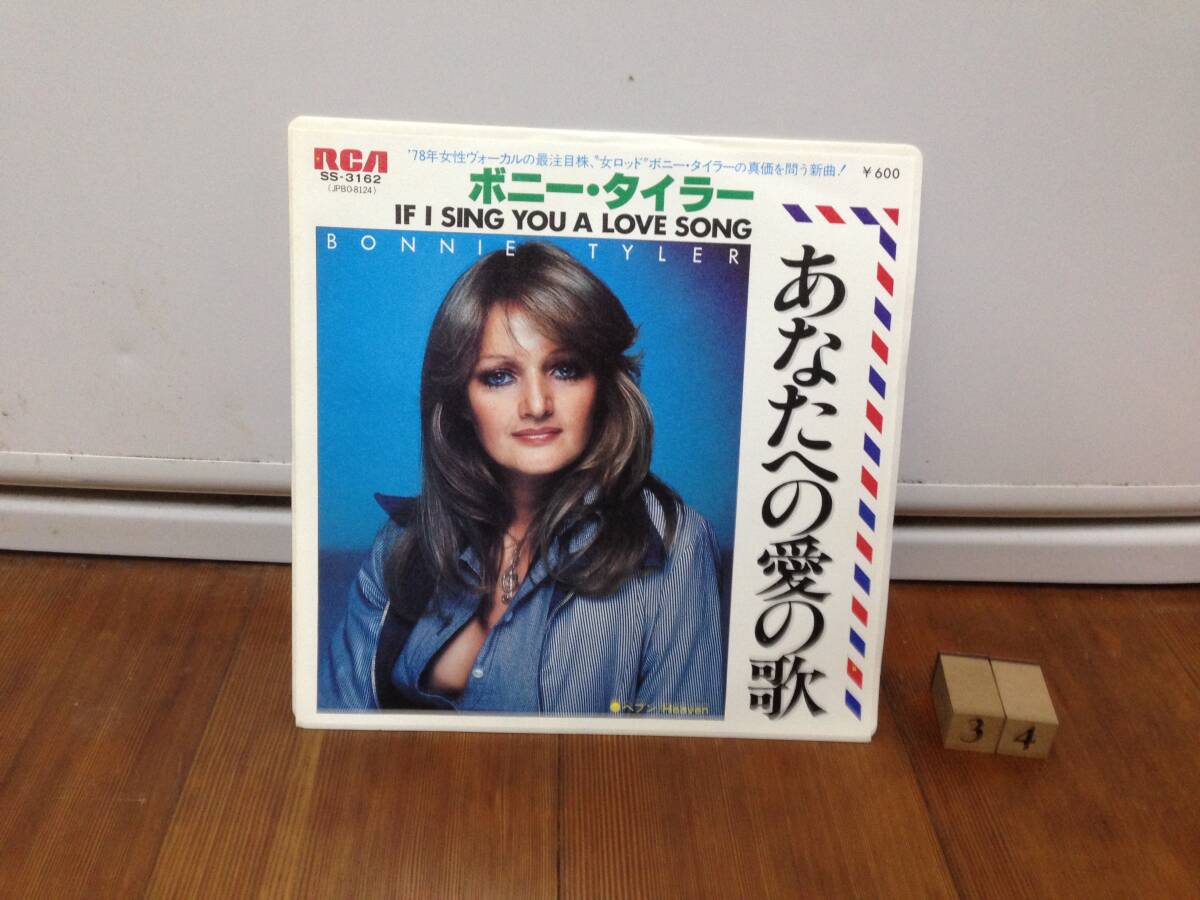 RCA
SS-3162
(JPBO-8124)
'78年女性ヴォーカルの最注目株、“女ロッド”ボニー・タイラーの真価を問う新曲!
¥600
ボニー・タイラー
IF I SING YOU A LOVE SONG
BONNIE TYLER
あなたへの愛の歌
●ヘブン Heaven
3 4